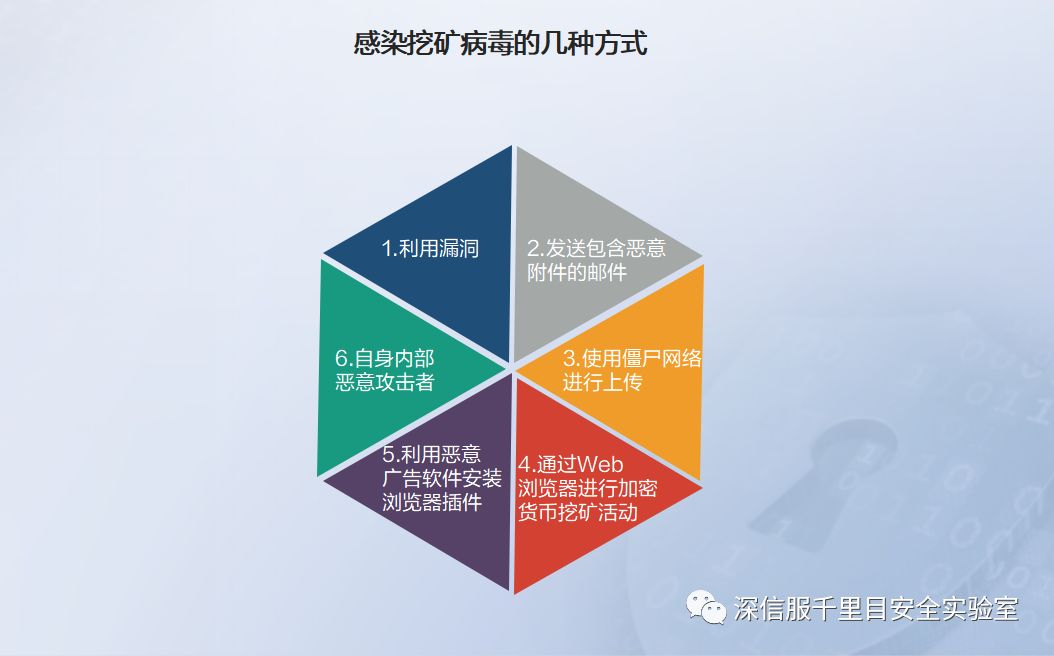 感染挖矿病毒的几种方式
1.利用漏洞
2.发送包含恶意
附件的邮件
3.使用僵尸网络
进行上传
4.通过Web
浏览器进行加密
货币挖矿活动
5.利用恶意
广告软件安装
浏览器插件
6.自身内部
恶意攻击者
深信服千里目安全实验室